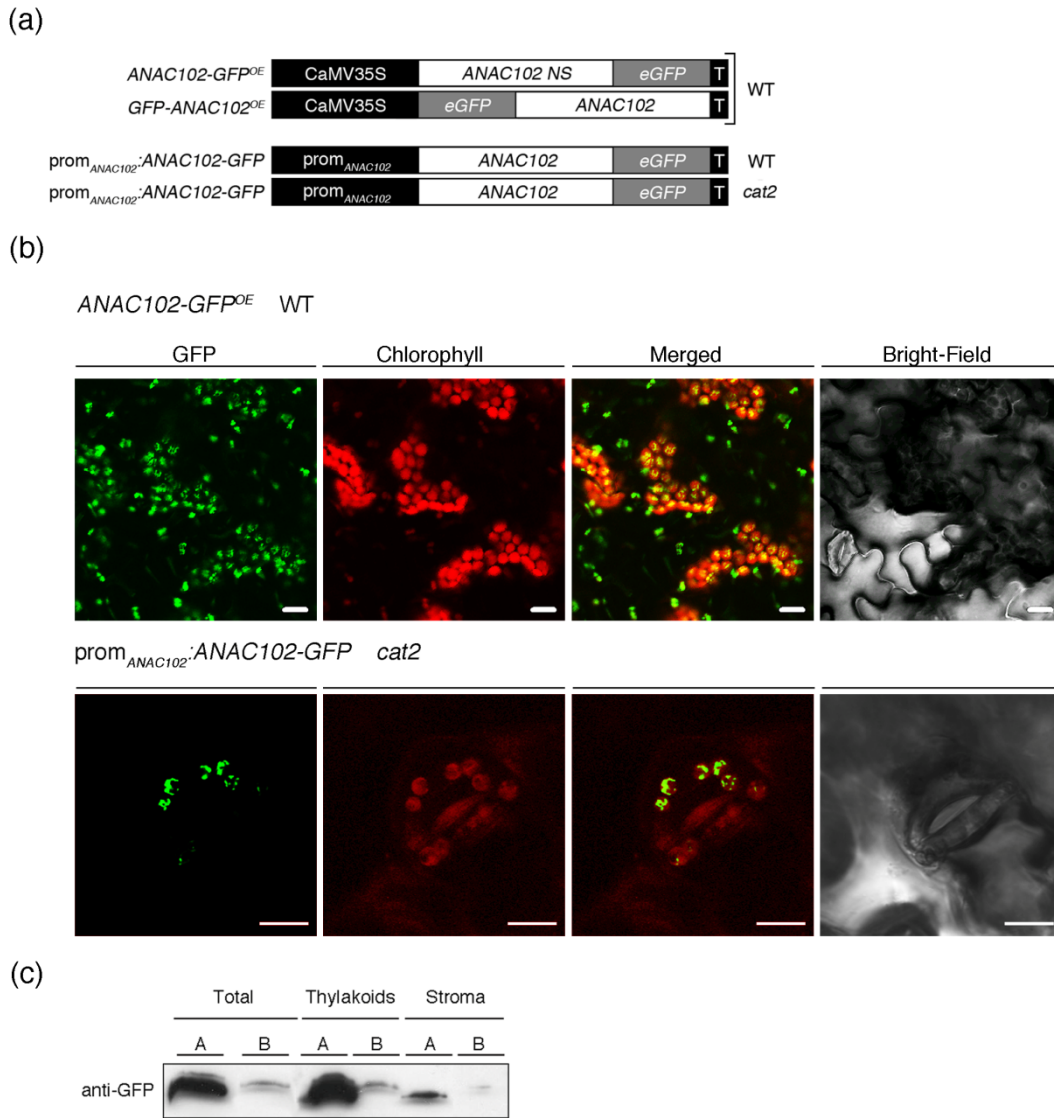 (a)
ANAC102-GFP^OE CaMV35S ANAC102 NS eGFP T
GFP-ANAC102^OE CaMV35S eGFP ANAC102 T
WT
prom_ANAC102:ANAC102-GFP prom_ANAC102 ANAC102 eGFP T WT
prom_ANAC102:ANAC102-GFP prom_ANAC102 ANAC102 eGFP T cat2
(b)
ANAC102-GFP^OE WT
GFP Chlorophyll Merged Bright-Field
prom_ANAC102:ANAC102-GFP cat2
(c)
Total Thylakoids Stroma
A B A B A B
anti-GFP